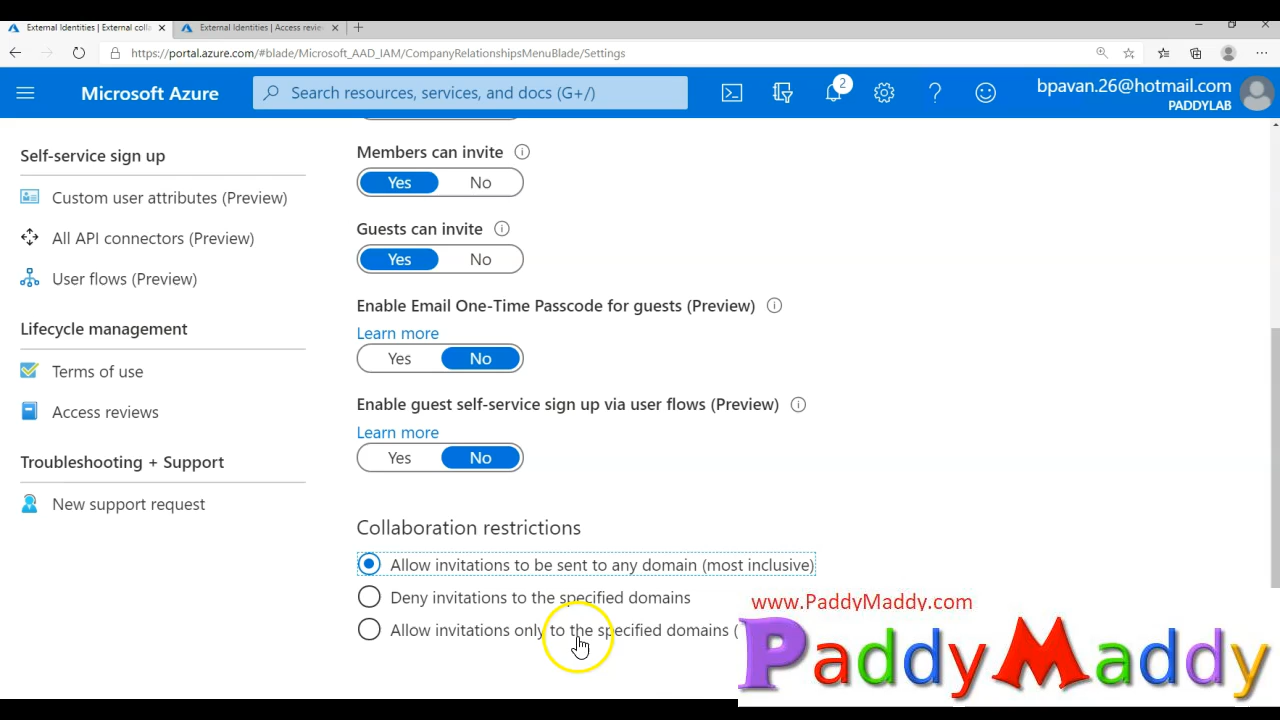 External Identities | External colla
External Identities | Access review
https://portal.azure.com/#blade/Microsoft_AAD_IAM/CompanyRelationshipsMenuBlade/Settings
Microsoft Azure
Search resources, services, and docs (G+/)
2
bpavan.26@hotmail.com
PADDYLAB
Self-service sign up
Custom user attributes (Preview)
All API connectors (Preview)
User flows (Preview)
Lifecycle management
Terms of use
Access reviews
Troubleshooting + Support
New support request
Members can invite
Yes No
Guests can invite
Yes No
Enable Email One-Time Passcode for guests (Preview)
Learn more
Yes No
Enable guest self-service sign up via user flows (Preview)
Learn more
Yes No
Collaboration restrictions
Allow invitations to be sent to any domain (most inclusive)
Deny invitations to the specified domains
Allow invitations only to the specified domains (
www.PaddyMaddy.com
PaddyMaddy